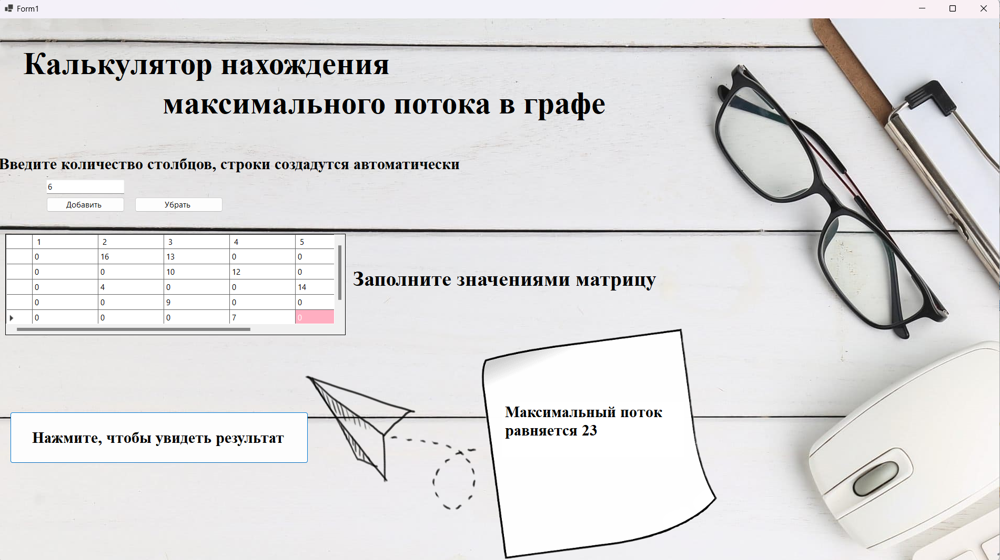 Form1
Калькулятор нахождения
максимального потока в графе
Введите количество столбцов, строки создадутся автоматически
6
Добавить Убрать
1 2 3 4 5
0 16 13 0 0
0 0 10 12 0
0 4 0 0 14
0 0 9 0 0
0 0 0 7 0
Заполните значениями матрицу
Максимальный поток
равняется 23
Нажмите, чтобы увидеть результат